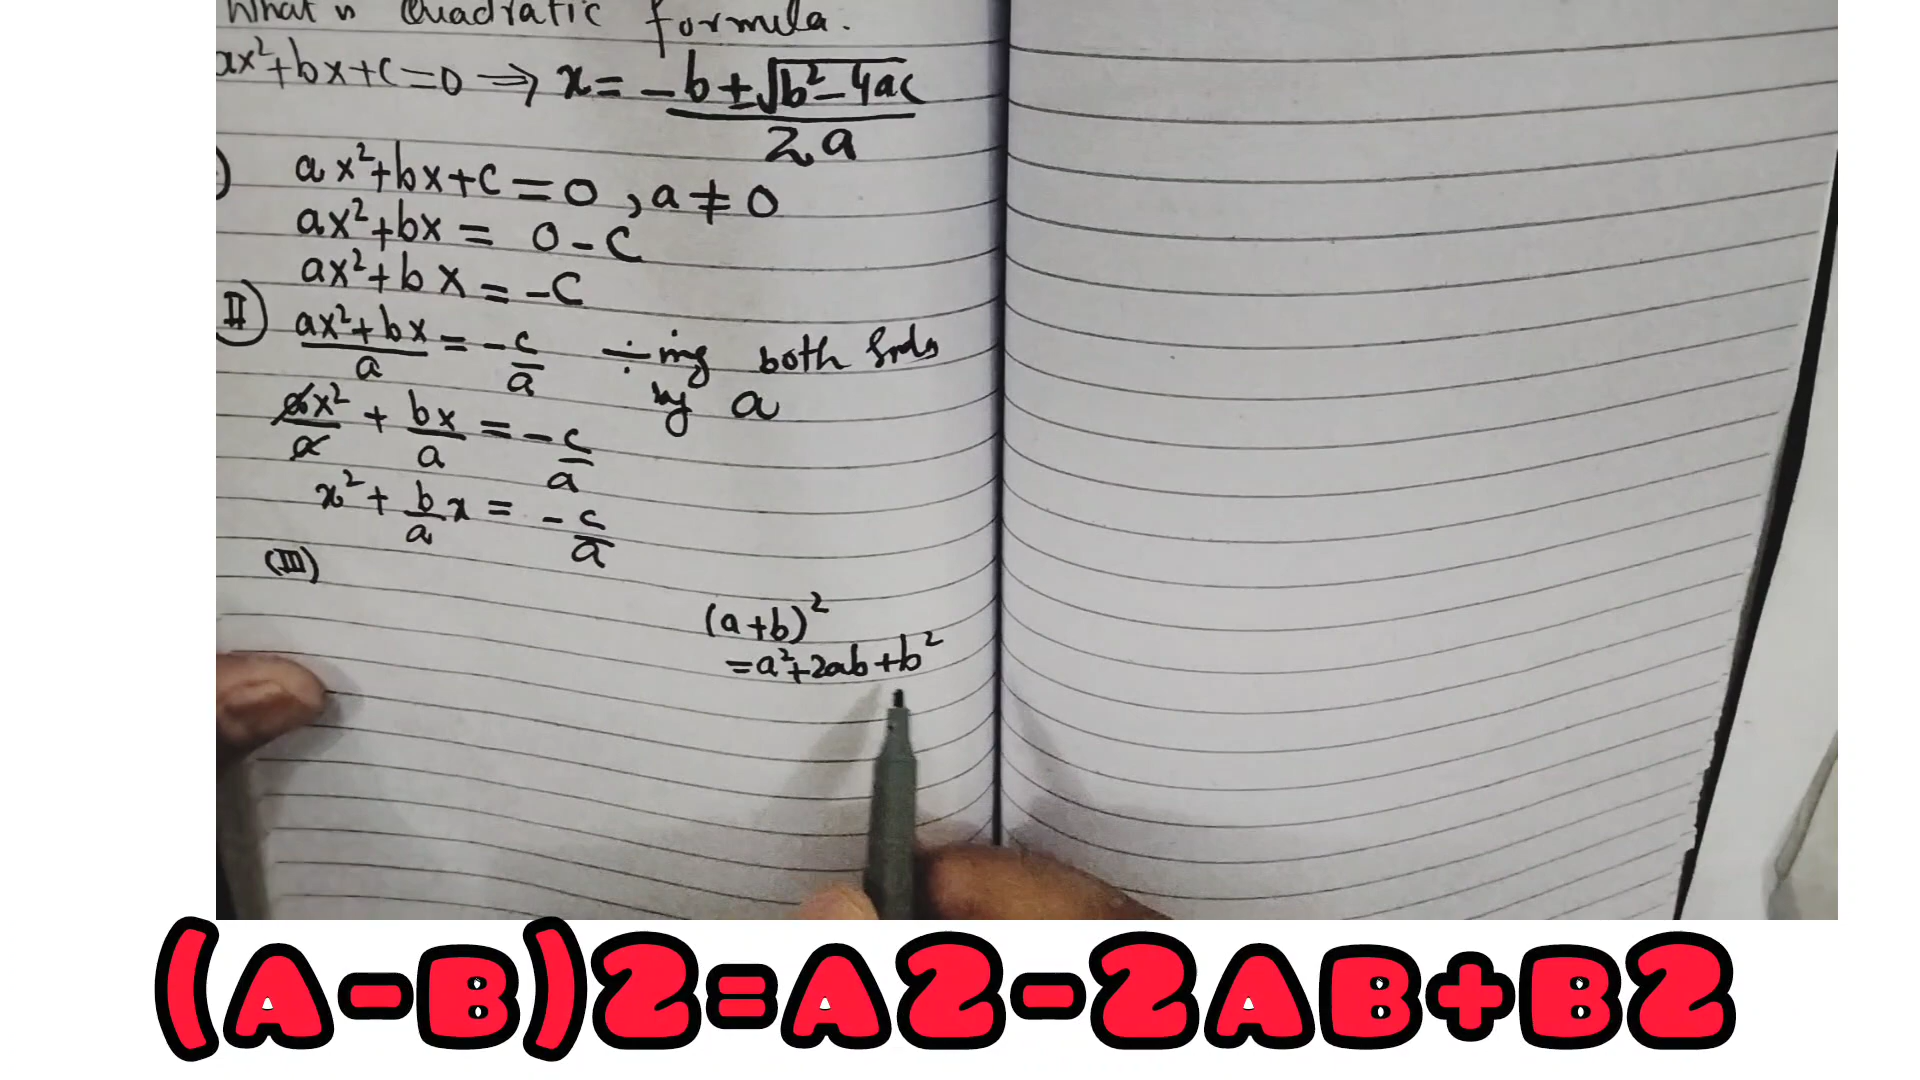 What is Quadratic formula.
ax²+bx+c=0 ⇒ x = -b±√b²-4ac / 2a
) ax²+bx+c=0, a≠0
ax²+bx = 0-c
ax²+bx = -c
II) ax²+bx / a = -c/a ÷ing both sides
by a
ax²/a + bx/a = -c/a
x² + b/a x = -c/a
(III)
(a+b)²
=a²+2ab+b²
(A-B)2=A2-2AB+B2